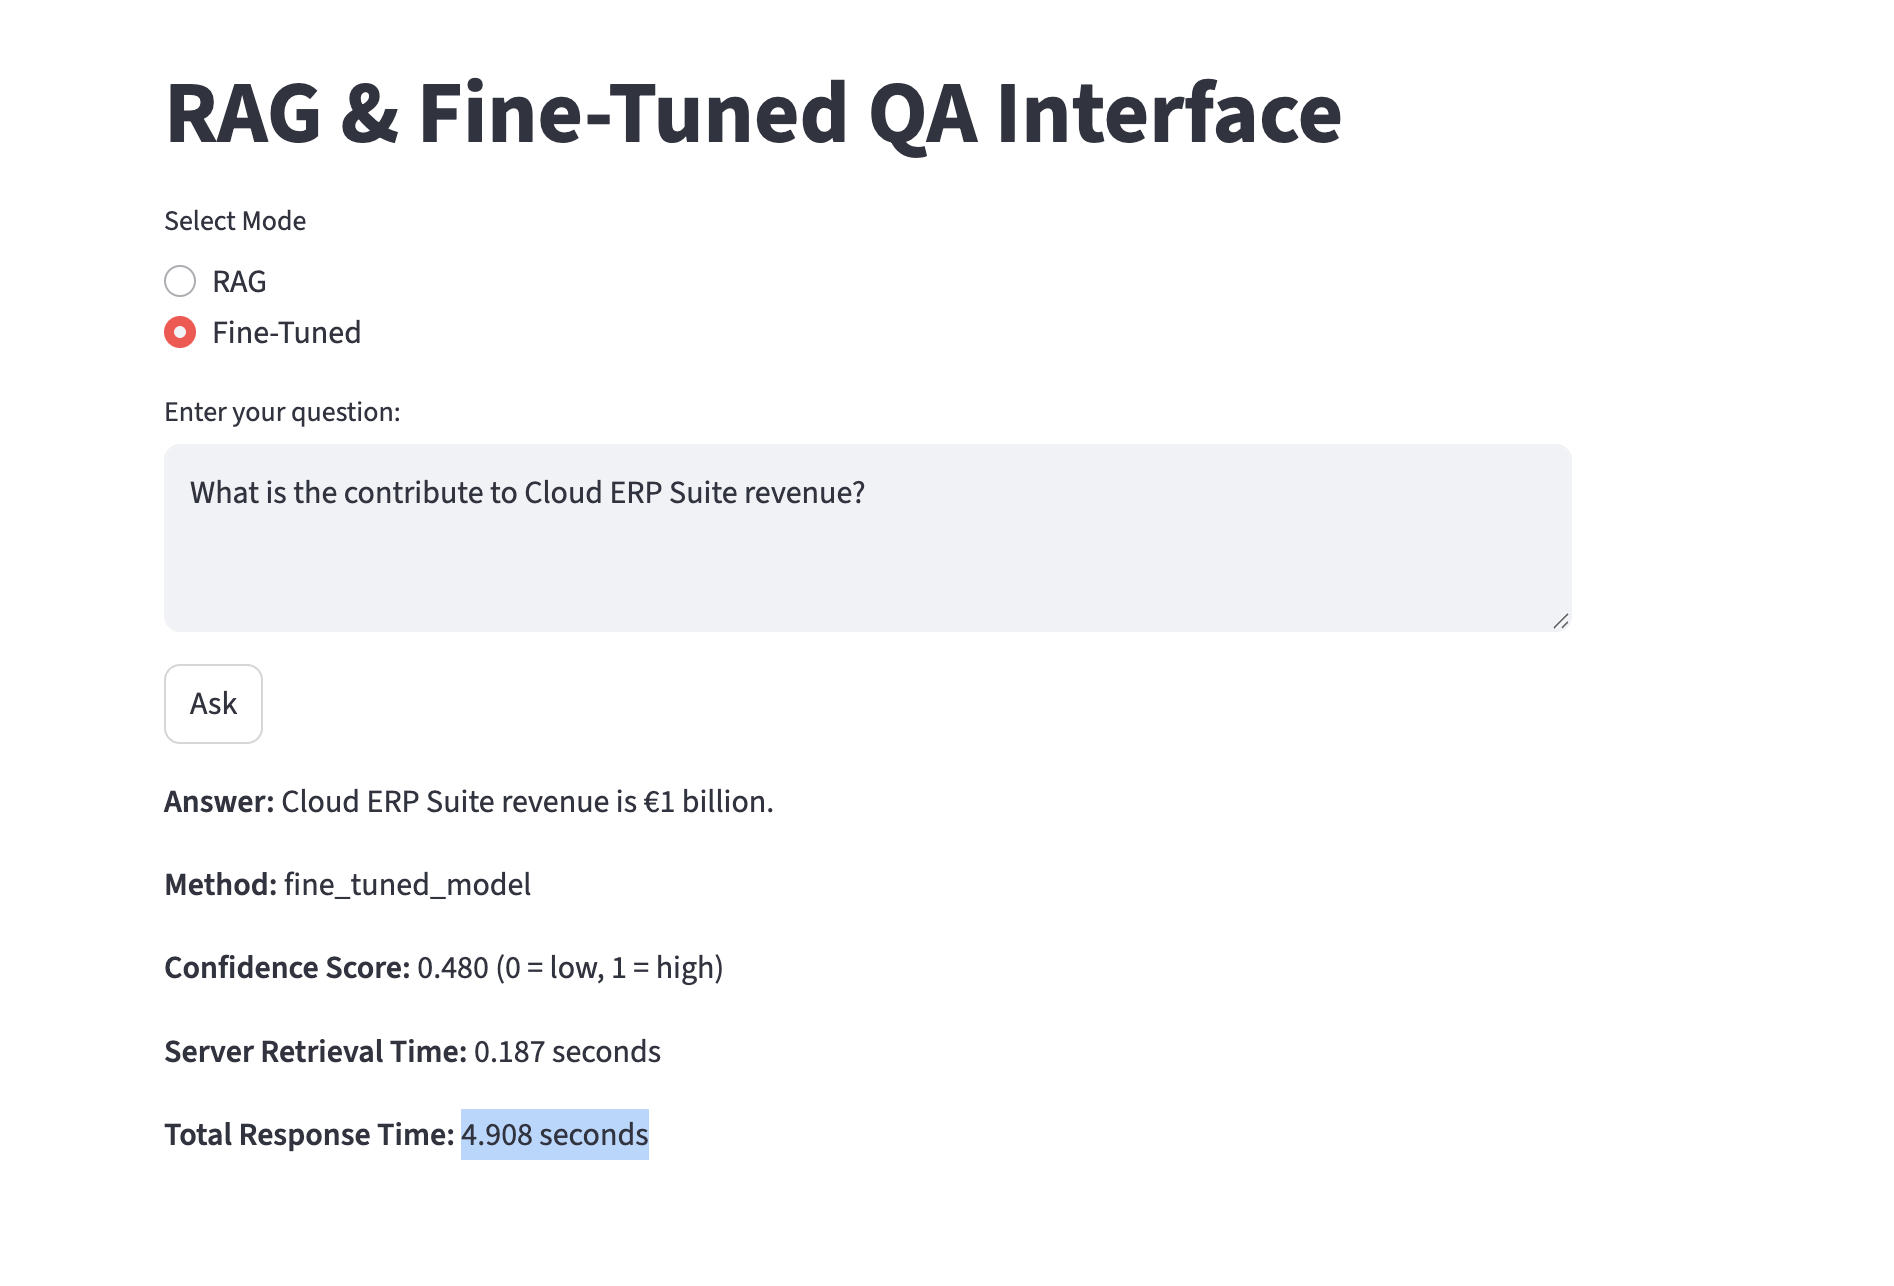 RAG & Fine-Tuned QA Interface
Select Mode
RAG
Fine-Tuned
Enter your question:
What is the contribute to Cloud ERP Suite revenue?
Ask
Answer: Cloud ERP Suite revenue is €1 billion.
Method: fine_tuned_model
Confidence Score: 0.480 (0 = low, 1 = high)
Server Retrieval Time: 0.187 seconds
Total Response Time: 4.908 seconds